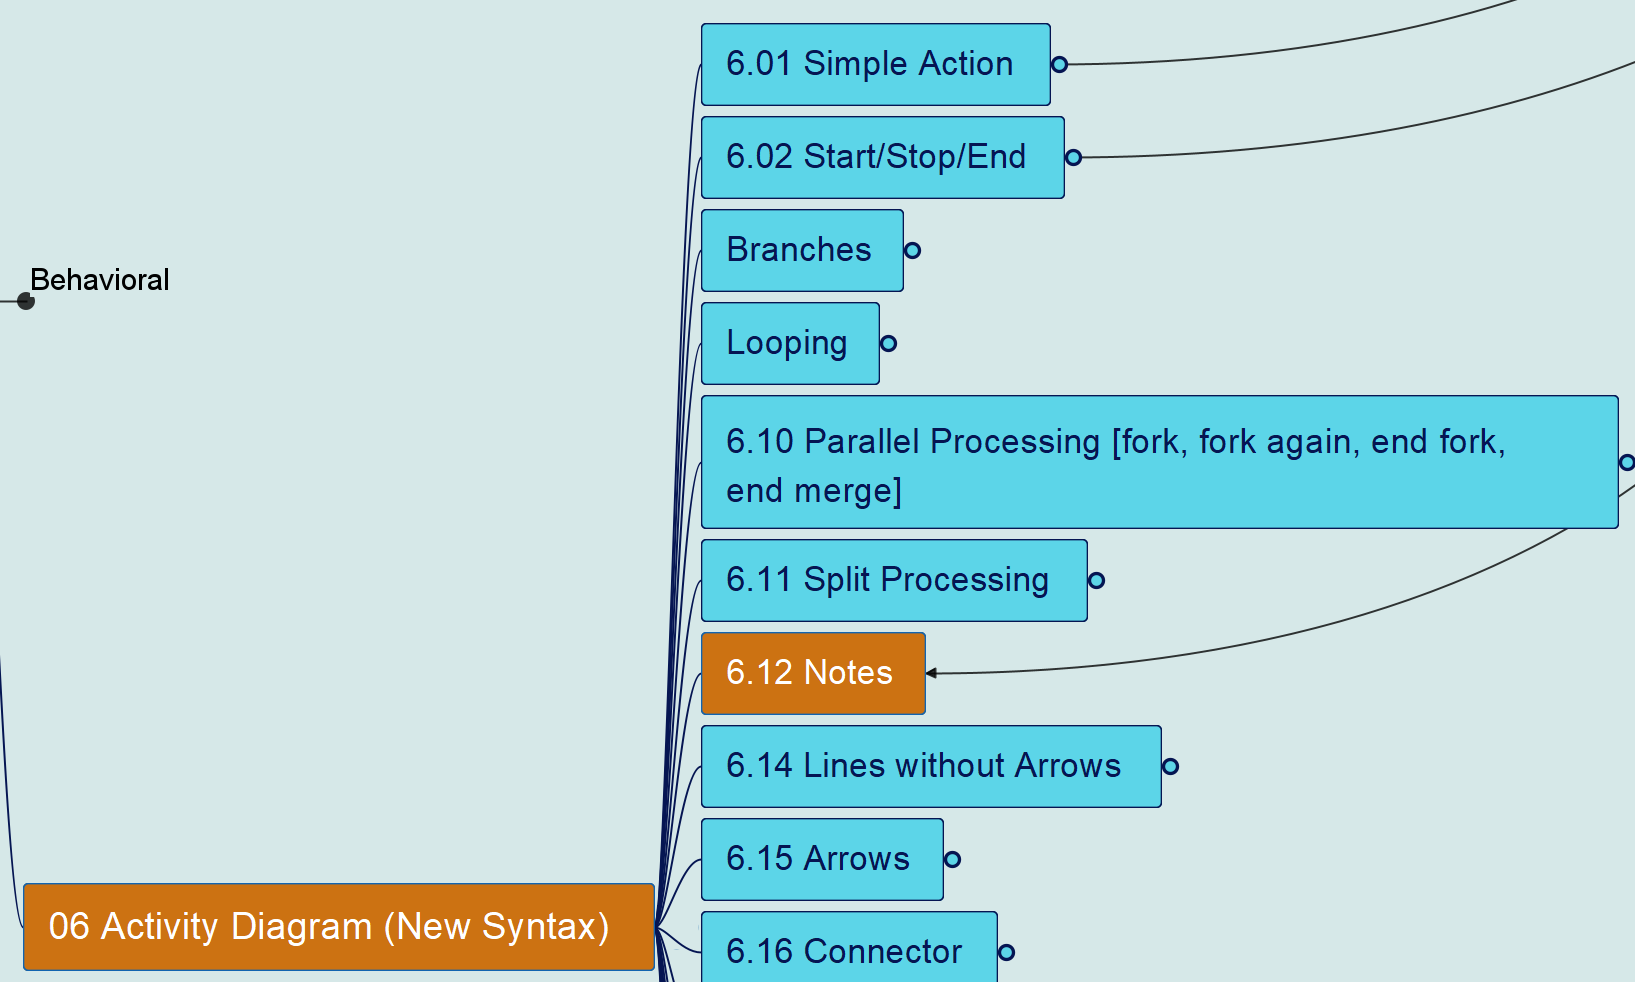 6.01 Simple Action
6.02 Start/Stop/End
Branches
Behavioral
Looping
6.10 Parallel Processing [fork, fork again, end fork,
end merge]
6.11 Split Processing
6.12 Notes
6.14 Lines without Arrows
6.15 Arrows
06 Activity Diagram (New Syntax)
6.16 Connector